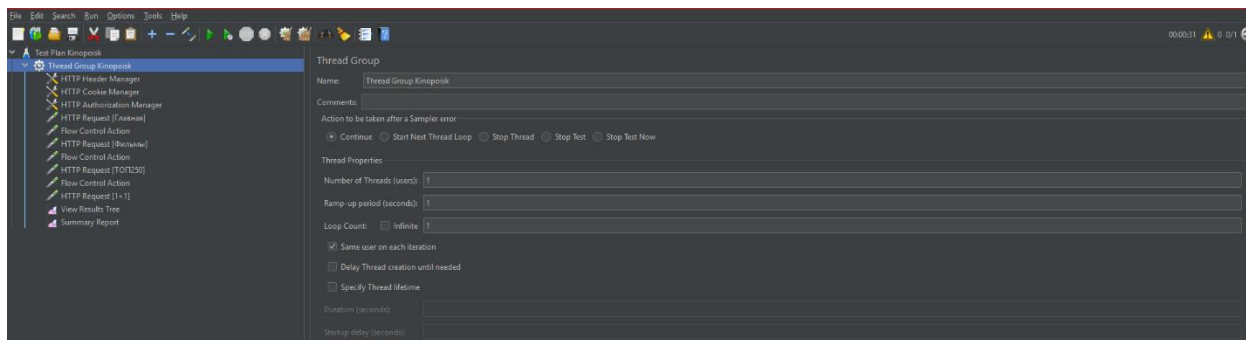 File Edit Search Run Options Tools Help
00:00:31 0 0/1
Test Plan Kinopoisk
Thread Group Kinopoisk
HTTP Header Manager
HTTP Cookie Manager
HTTP Authorization Manager
HTTP Request [Главная]
Flow Control Action
HTTP Request [Фильмы]
Flow Control Action
HTTP Request [ТОП250]
Flow Control Action
HTTP Request [1+1]
View Results Tree
Summary Report
Thread Group
Name: Thread Group Kinopoisk
Comments:
Action to be taken after a Sampler error
Continue Start Next Thread Loop Stop Thread Stop Test Stop Test Now
Thread Properties
Number of Threads (users): 1
Ramp-up period (seconds): 1
Loop Count: Infinite 1
Same user on each iteration
Delay Thread creation until needed
Specify Thread lifetime
Duration (seconds):
Startup delay (seconds):